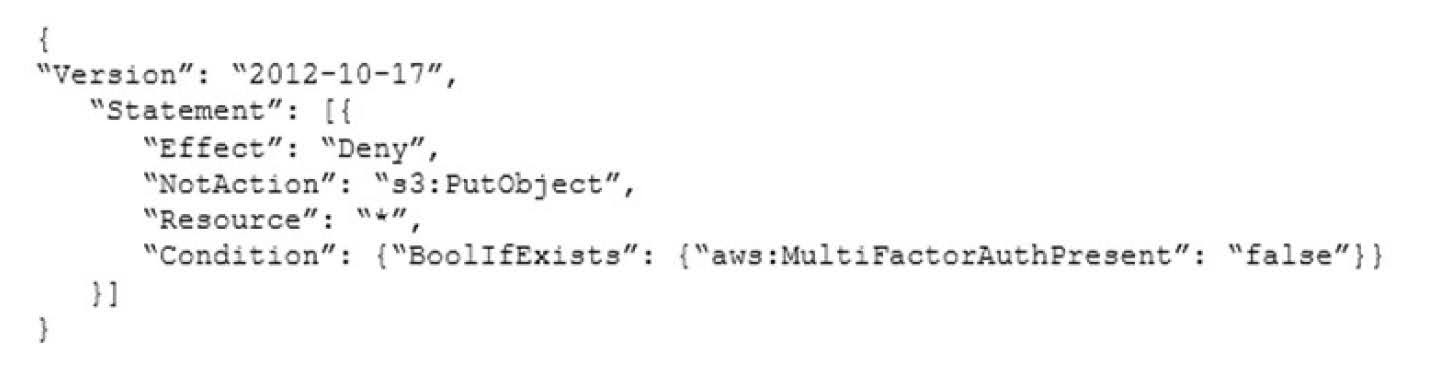 {
“Version”: “2012-10-17”,
“Statement”: [{
“Effect”: “Deny”,
“NotAction”: “s3:PutObject”,
“Resource”: “*”,
“Condition”: {“BoolIfExists”: {“aws:MultiFactorAuthPresent”: “false”}}
}]
}